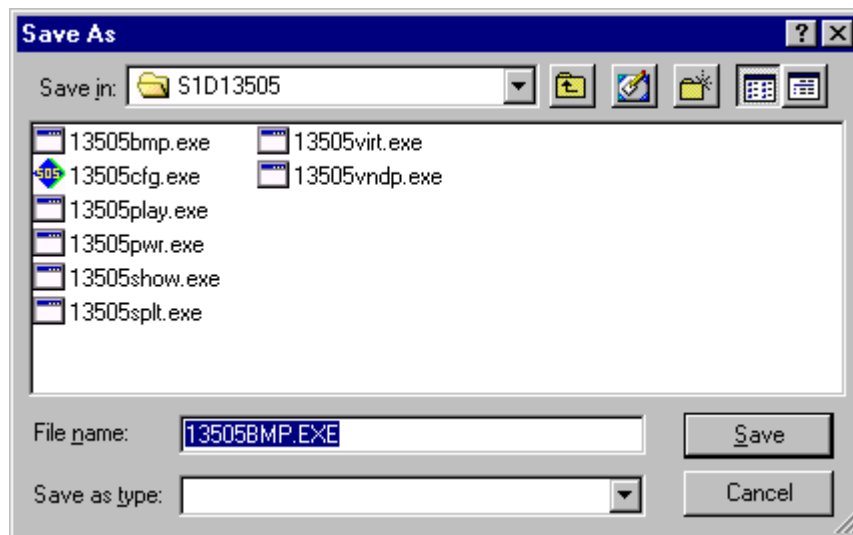 Save As
Save in: S1D13505
13505bmp.exe
13505cfg.exe
13505play.exe
13505pwr.exe
13505show.exe
13505splt.exe
13505virt.exe
13505vndp.exe
File name: 13505BMP.EXE
Save
Save as type:
Cancel